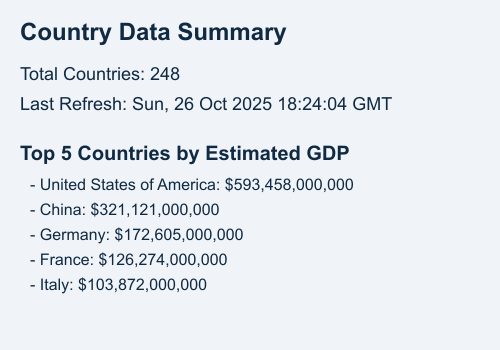 Country Data Summary
Total Countries: 248
Last Refresh: Sun, 26 Oct 2025 18:24:04 GMT
Top 5 Countries by Estimated GDP
- United States of America: $593,458,000,000
- China: $321,121,000,000
- Germany: $172,605,000,000
- France: $126,274,000,000
- Italy: $103,872,000,000